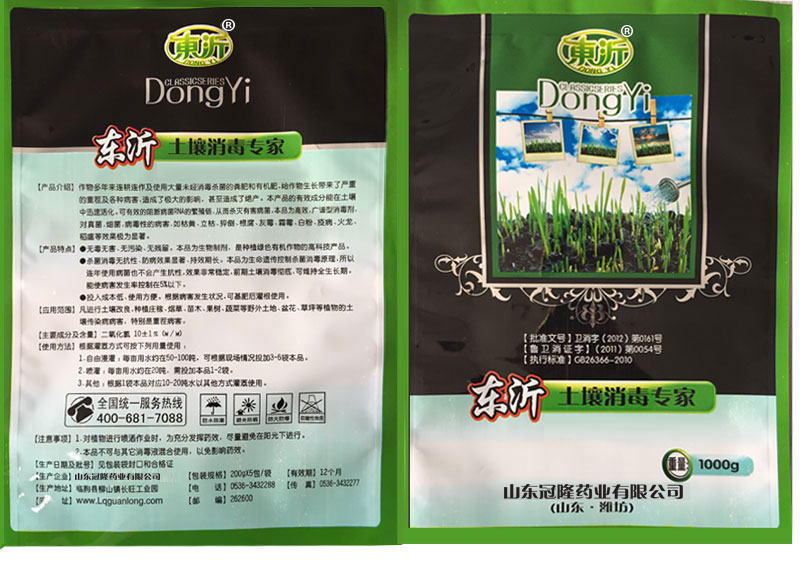 東沂®
DONG YI
CLASSICSERIES
DongYi
东沂 土壤消毒专家
【产品介绍】作物多年来连耕连作及使用大量未经消毒杀菌的粪肥和有机肥,给作物生长带来了严重
的重茬及各种病害,造成了极大的影响,甚至造成了绝产。本产品的有效成分能在土壤
中迅速活化,可有效的阻断病菌RNA的繁殖链,从而杀灭有害病菌,本品为高效,广谱型消毒剂,
对真菌、细菌、病毒性的病害,如枯黄、立枯、猝倒、根腐、灰霉、霜霉、白粉、疫病、火龙、
稻瘟等效果极为显著。
【产品特点】●无毒无害、无污染、无残留。本品为生物制剂,是种植绿色有机作物的高科技产品。
●杀菌消毒无抗性、防病效果显著、持效期长。本品为生命遗传控制杀菌消毒原理,所以
连年使用病菌也不会产生抗性,效果非常稳定,前期土壤消毒彻底,可维持全生长期。
能使病害发生率控制在5%以下。
●投入成本低、使用方便。根据病害发生状况,可基肥后灌根使用。
【应用范围】凡进行土壤改良,种植庄稼、烟草、苗木、果树、蔬菜等野外土地、盆花、草坪等植物的土
壤传染病病害,特别是重茬病害。
【主要成分及含量】二氧化氯 10±1%(w/w)
【使用方法】根据灌溉方式可按下列用量使用:
1.自由漫灌:每亩用水约在50-100吨,可根据现场情况投加3-6袋本品。
2.喷灌:每亩用水约在20吨,需投加本品1-2袋。
3.其他:根据1袋本品对应10-20吨水以其他方式灌溉使用。
全国统一服务热线
400-681-7088
【注意事项】1.对植物进行喷洒作业时,为充分发挥药效,尽量避免在阳光下进行。
2.本品不可与其它消毒液混合使用,以免影响药效。
【生产日期及批号】见包装袋封口和合格证
【生产企业】山东冠隆药业有限公司 【包装规格】200gX5包/袋 【有效期】12个月
【生产地址】临朐县柳山镇长旺工业园 【电 话】0536-3432288 【传 真】0536-3432277
【网 址】www.Lqguanlong.com 【邮 编】262600
東沂®
DONG YI
CLASSICSERIES
DongYi
【批准文号】卫消字(2012)第0161号
【鲁卫消证字】(2011)第0054号
【执行标准】GB26366-2010
东沂 土壤消毒专家
重量: 1000g
山东冠隆药业有限公司
(山东·潍坊)